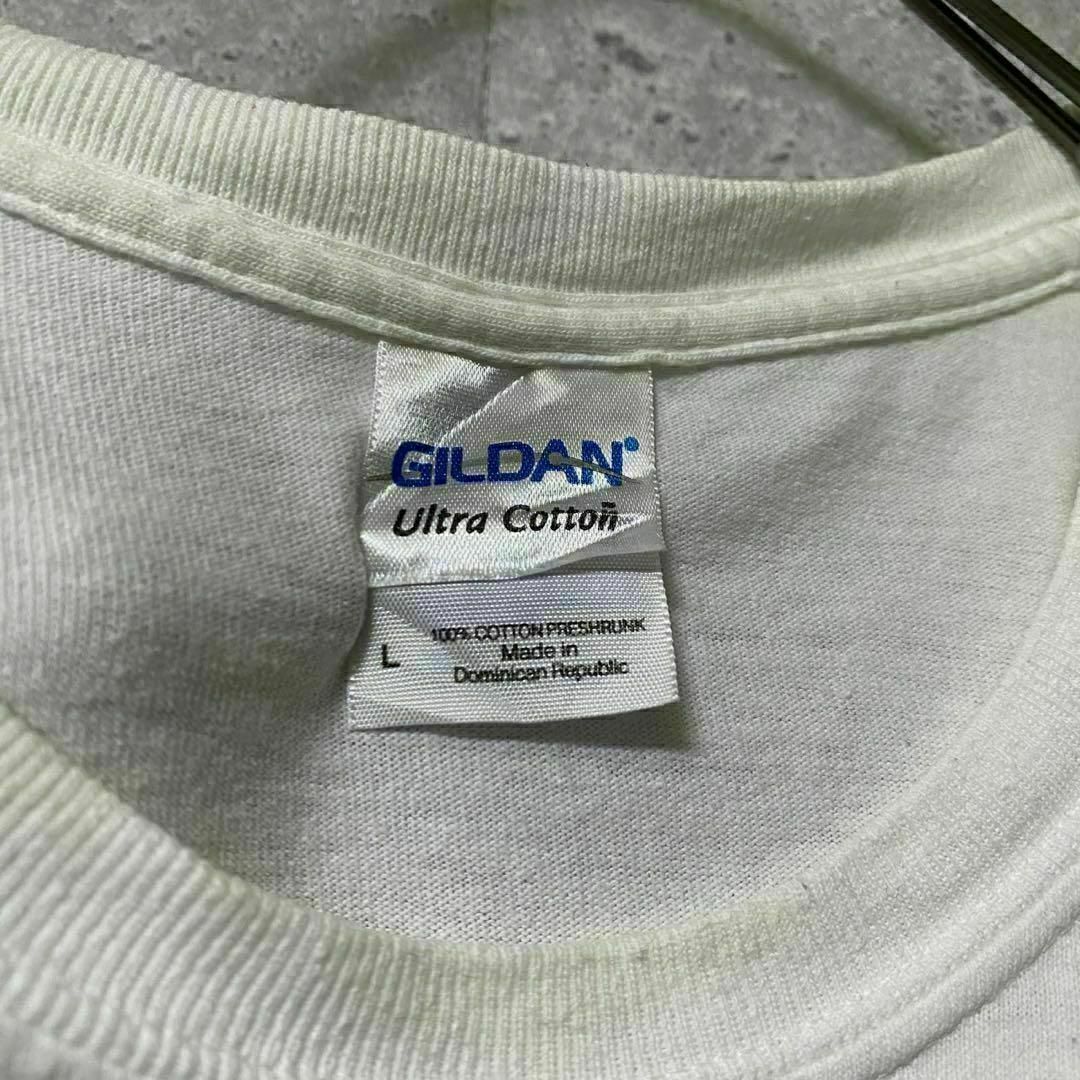 GILDAN®
Ultra Cotton®
100% COTTON PRESHRUNK
L
Made in
Dominican Republic